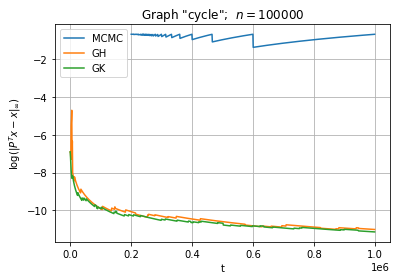 Graph "cycle"; n = 100000
MCMC
GH
GK
−2
−4
−6
−8
−10
log(||P^T x − x|_∞)
0.0 0.2 0.4 0.6 0.8 1.0
1e6
t